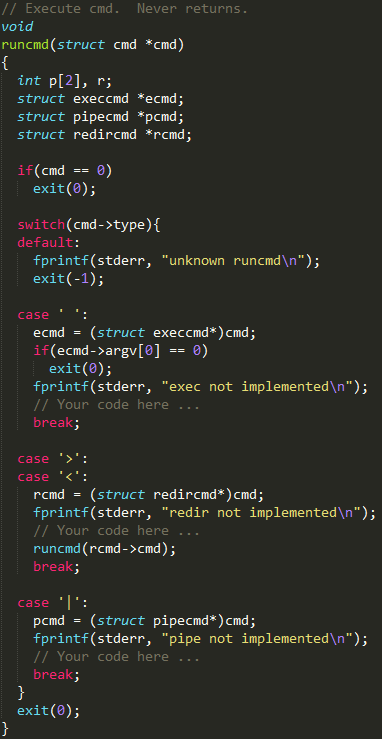 // Execute cmd.  Never returns.
void
runcmd(struct cmd *cmd)
{
  int p[2], r;
  struct execcmd *ecmd;
  struct pipecmd *pcmd;
  struct redircmd *rcmd;

  if(cmd == 0)
    exit(0);

  switch(cmd->type){
  default:
    fprintf(stderr, "unknown runcmd\n");
    exit(-1);

  case ' ':
    ecmd = (struct execcmd*)cmd;
    if(ecmd->argv[0] == 0)
      exit(0);
    fprintf(stderr, "exec not implemented\n");
    // Your code here ...
    break;

  case '>':
  case '<':
    rcmd = (struct redircmd*)cmd;
    fprintf(stderr, "redir not implemented\n");
    // Your code here ...
    runcmd(rcmd->cmd);
    break;

  case '|':
    pcmd = (struct pipecmd*)cmd;
    fprintf(stderr, "pipe not implemented\n");
    // Your code here ...
    break;
  }
  exit(0);
}